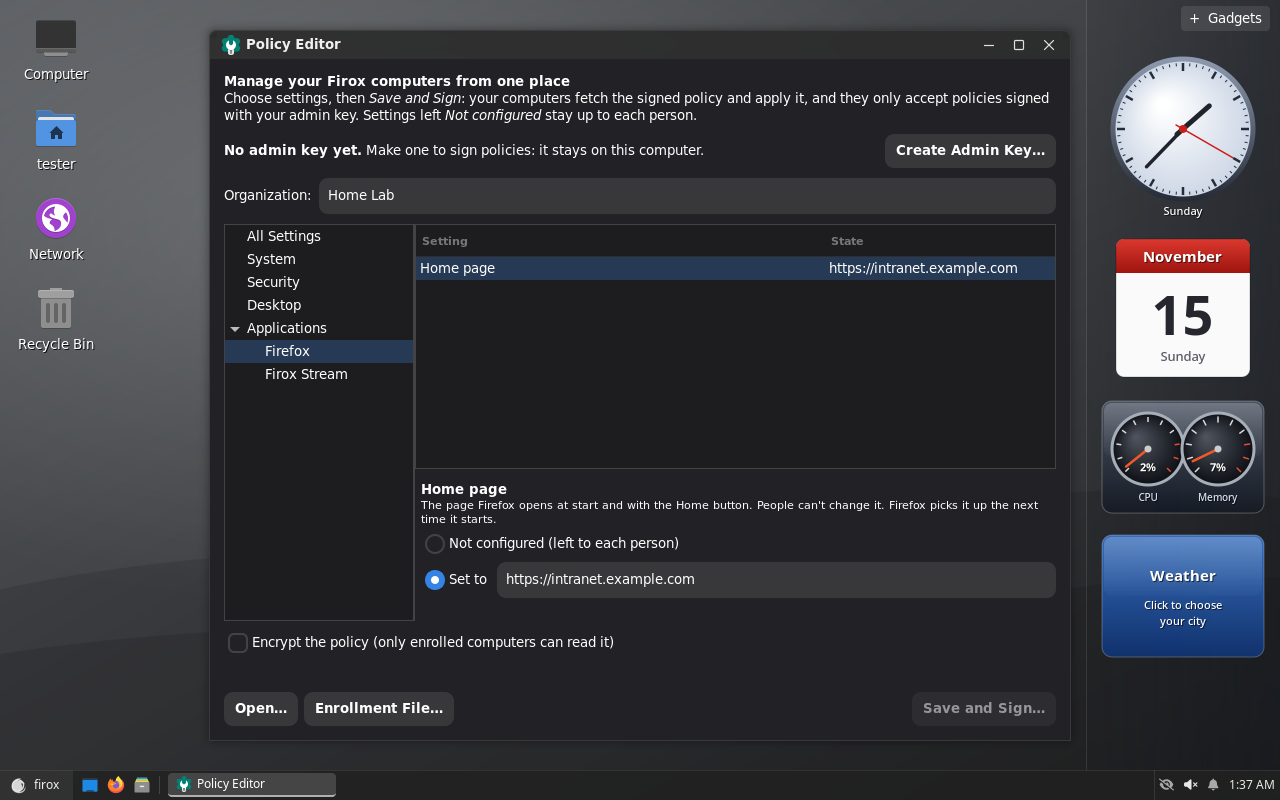 + Gadgets
Computer
tester
Network
Recycle Bin
Policy Editor
Manage your Firox computers from one place
Choose settings, then Save and Sign: your computers fetch the signed policy and apply it, and they only accept policies signed
with your admin key. Settings left Not configured stay up to each person.
No admin key yet. Make one to sign policies: it stays on this computer.
Create Admin Key...
Organization: Home Lab
All Settings
System
Security
Desktop
Applications
Firefox
Firox Stream
Setting State
Home page https://intranet.example.com
Home page
The page Firefox opens at start and with the Home button. People can't change it. Firefox picks it up the next
time it starts.
Not configured (left to each person)
Set to https://intranet.example.com
Encrypt the policy (only enrolled computers can read it)
Open...
Enrollment File...
Save and Sign...
Sunday
November
15
Sunday
2%
7%
CPU
Memory
Weather
Click to choose
your city
firox
Policy Editor
1:37 AM